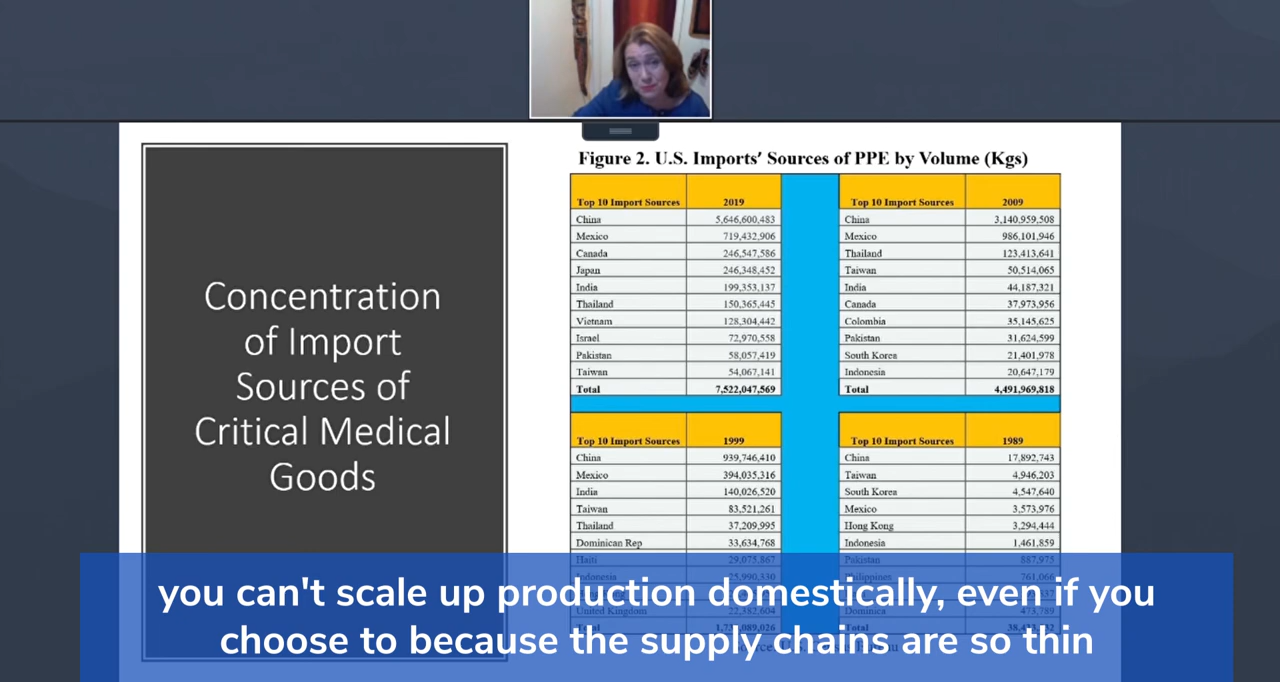 Concentration
of Import
Sources of
Critical Medical
Goods
Figure 2. U.S. Imports' Sources of PPE by Volume (Kgs)
Top 10 Import Sources 2019
China 5,646,600,483
Mexico 719,432,906
Canada 246,547,586
Japan 246,348,452
India 199,353,137
Thailand 150,365,445
Vietnam 128,304,442
Israel 72,970,558
Pakistan 58,057,419
Taiwan 54,067,141
Total 7,522,047,569
Top 10 Import Sources 2009
China 3,140,959,508
Mexico 986,101,946
Thailand 123,413,641
Taiwan 50,514,065
India 44,187,321
Canada 37,973,956
Colombia 35,145,625
Pakistan 31,624,599
South Korea 21,401,978
Indonesia 20,647,179
Total 4,491,969,818
Top 10 Import Sources 1999
China 939,746,410
Mexico 394,035,316
India 140,026,520
Taiwan 83,521,261
Thailand 37,209,995
Dominican Rep 33,634,768
Haiti 29,075,867
Indonesia 25,990,330
United Kingdom 22,382,604
Total
Top 10 Import Sources 1989
China 17,892,743
Taiwan 4,946,203
South Korea 4,547,640
Mexico 3,573,976
Hong Kong 3,294,444
Indonesia 1,461,859
Pakistan 887,975
Philippines 761,066
Dominica 473,789
Total
you can't scale up production domestically, even if you
choose to because the supply chains are so thin